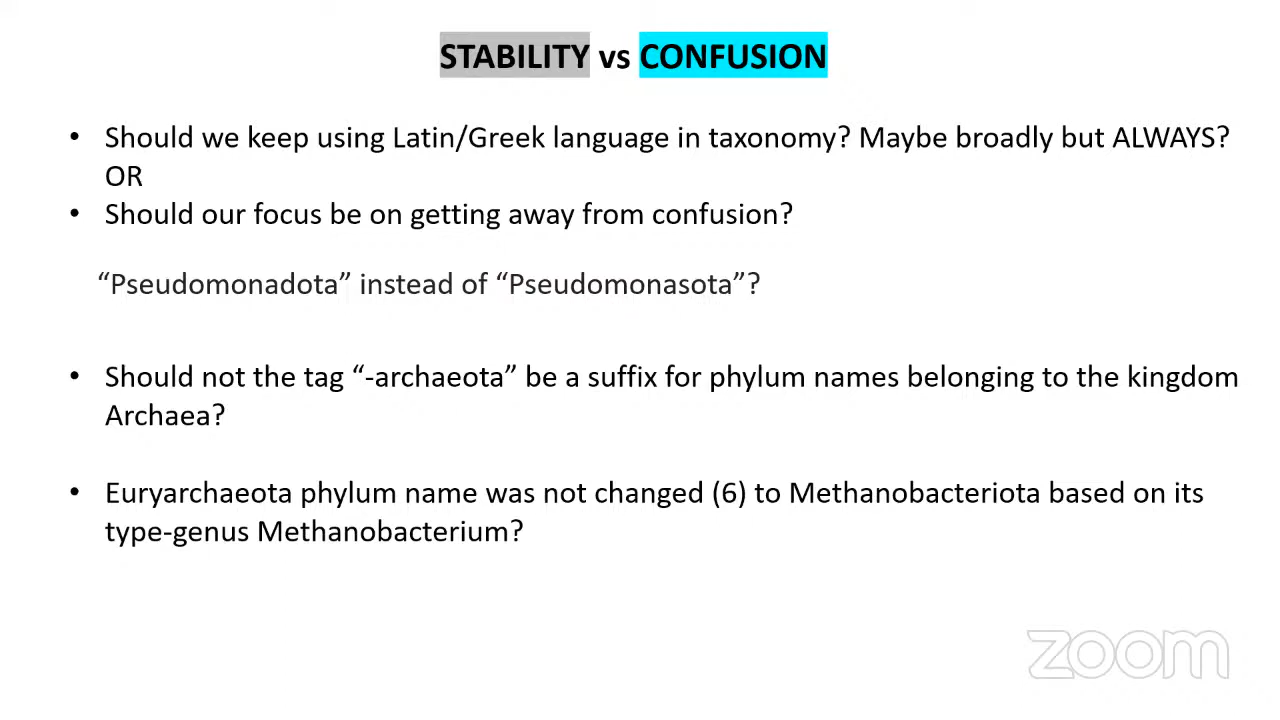 STABILITY vs CONFUSION
• Should we keep using Latin/Greek language in taxonomy? Maybe broadly but ALWAYS?
OR
• Should our focus be on getting away from confusion?
“Pseudomonadota” instead of “Pseudomonasota”?
• Should not the tag “-archaeota” be a suffix for phylum names belonging to the kingdom
Archaea?
• Euryarchaeota phylum name was not changed (6) to Methanobacteriota based on its
type-genus Methanobacterium?
zoom